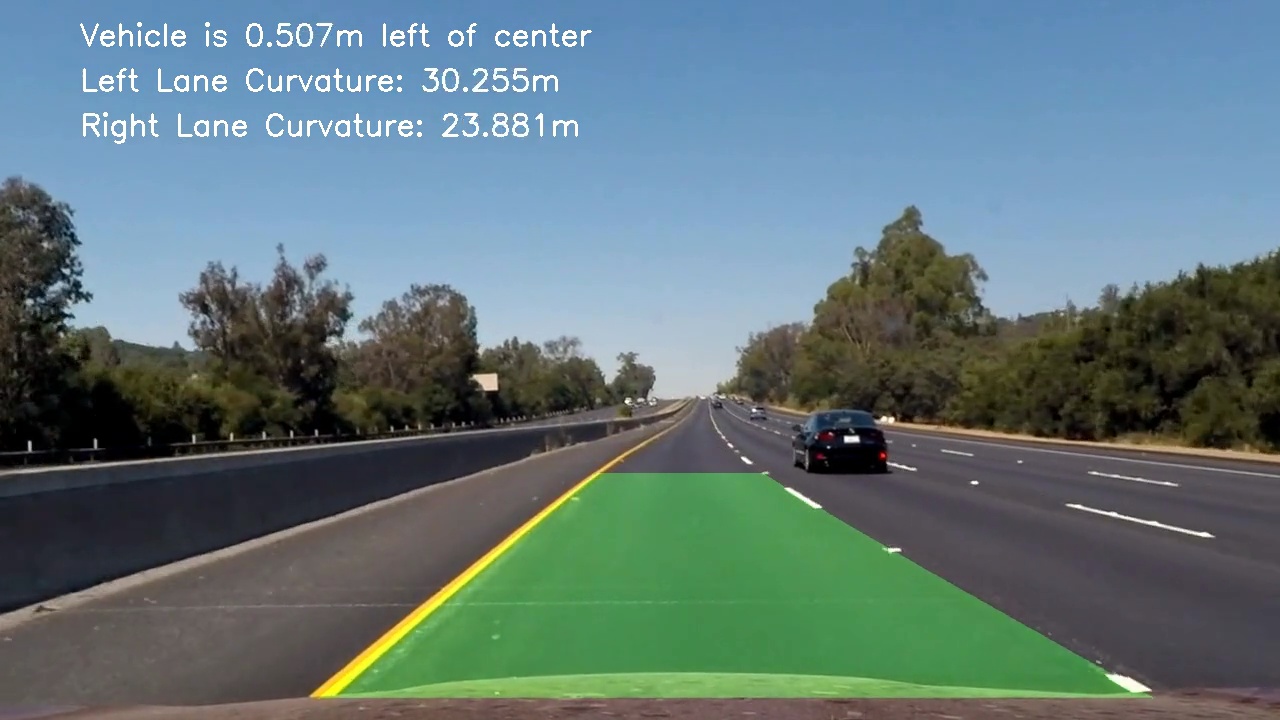 Vehicle is 0.507m left of center
Left Lane Curvature: 30.255m
Right Lane Curvature: 23.881m